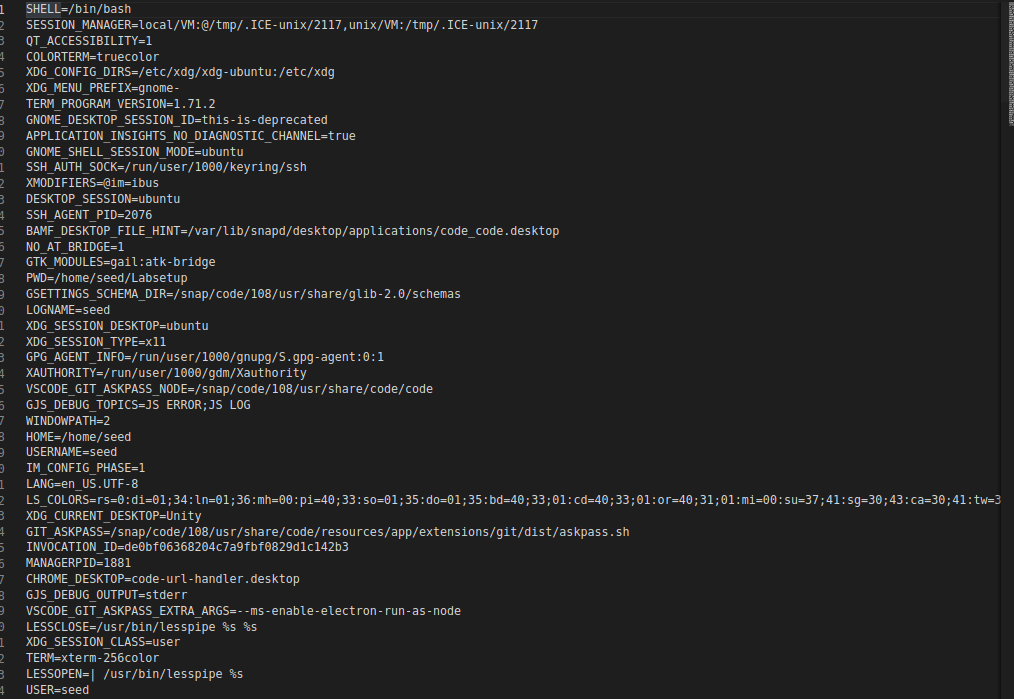 1 SHELL=/bin/bash
2 SESSION_MANAGER=local/VM:@/tmp/.ICE-unix/2117,unix/VM:/tmp/.ICE-unix/2117
3 QT_ACCESSIBILITY=1
4 COLORTERM=truecolor
5 XDG_CONFIG_DIRS=/etc/xdg/xdg-ubuntu:/etc/xdg
6 XDG_MENU_PREFIX=gnome-
7 TERM_PROGRAM_VERSION=1.71.2
8 GNOME_DESKTOP_SESSION_ID=this-is-deprecated
9 APPLICATION_INSIGHTS_NO_DIAGNOSTIC_CHANNEL=true
0 GNOME_SHELL_SESSION_MODE=ubuntu
1 SSH_AUTH_SOCK=/run/user/1000/keyring/ssh
2 XMODIFIERS=@im=ibus
3 DESKTOP_SESSION=ubuntu
4 SSH_AGENT_PID=2076
5 BAMF_DESKTOP_FILE_HINT=/var/lib/snapd/desktop/applications/code_code.desktop
6 NO_AT_BRIDGE=1
7 GTK_MODULES=gail:atk-bridge
8 PWD=/home/seed/Labsetup
9 GSETTINGS_SCHEMA_DIR=/snap/code/108/usr/share/glib-2.0/schemas
0 LOGNAME=seed
1 XDG_SESSION_DESKTOP=ubuntu
2 XDG_SESSION_TYPE=x11
3 GPG_AGENT_INFO=/run/user/1000/gnupg/S.gpg-agent:0:1
4 XAUTHORITY=/run/user/1000/gdm/Xauthority
5 VSCODE_GIT_ASKPASS_NODE=/snap/code/108/usr/share/code/code
6 GJS_DEBUG_TOPICS=JS ERROR;JS LOG
7 WINDOWPATH=2
8 HOME=/home/seed
9 USERNAME=seed
0 IM_CONFIG_PHASE=1
1 LANG=en_US.UTF-8
2 LS_COLORS=rs=0:di=01;34:ln=01;36:mh=00:pi=40;33:so=01;35:do=01;35:bd=40;33;01:cd=40;33;01:or=40;31;01:mi=00:su=37;41:sg=30;43:ca=30;41:tw=3
3 XDG_CURRENT_DESKTOP=Unity
4 GIT_ASKPASS=/snap/code/108/usr/share/code/resources/app/extensions/git/dist/askpass.sh
5 INVOCATION_ID=de0bf06368204c7a9fbf0829d1c142b3
6 MANAGERPID=1881
7 CHROME_DESKTOP=code-url-handler.desktop
8 GJS_DEBUG_OUTPUT=stderr
9 VSCODE_GIT_ASKPASS_EXTRA_ARGS=--ms-enable-electron-run-as-node
0 LESSCLOSE=/usr/bin/lesspipe %s %s
1 XDG_SESSION_CLASS=user
2 TERM=xterm-256color
3 LESSOPEN=| /usr/bin/lesspipe %s
4 USER=seed